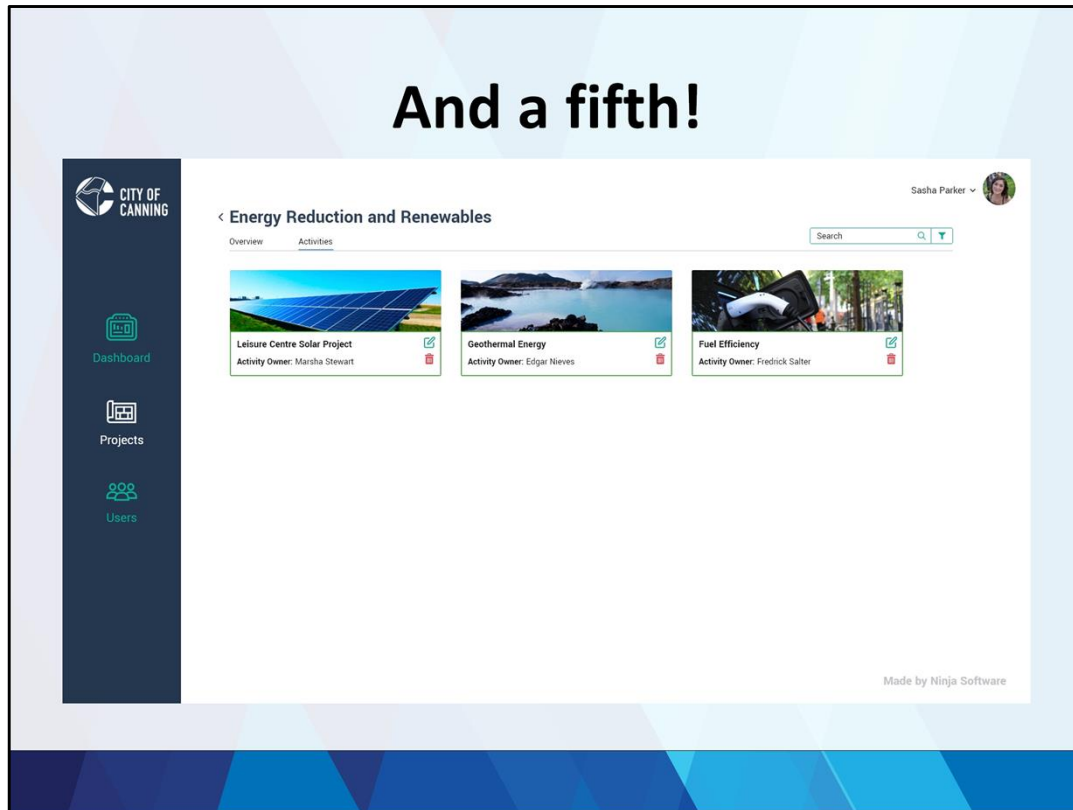 And a fifth!
CITY OF
CANNING
Sasha Parker
Energy Reduction and Renewables
Overview Activities
Search
Leisure Centre Solar Project
Activity Owner: Marsha Stewart
Geothermal Energy
Activity Owner: Edgar Nieves
Fuel Efficiency
Activity Owner: Fredrick Salter
Dashboard
Projects
Users
Made by Ninja Software